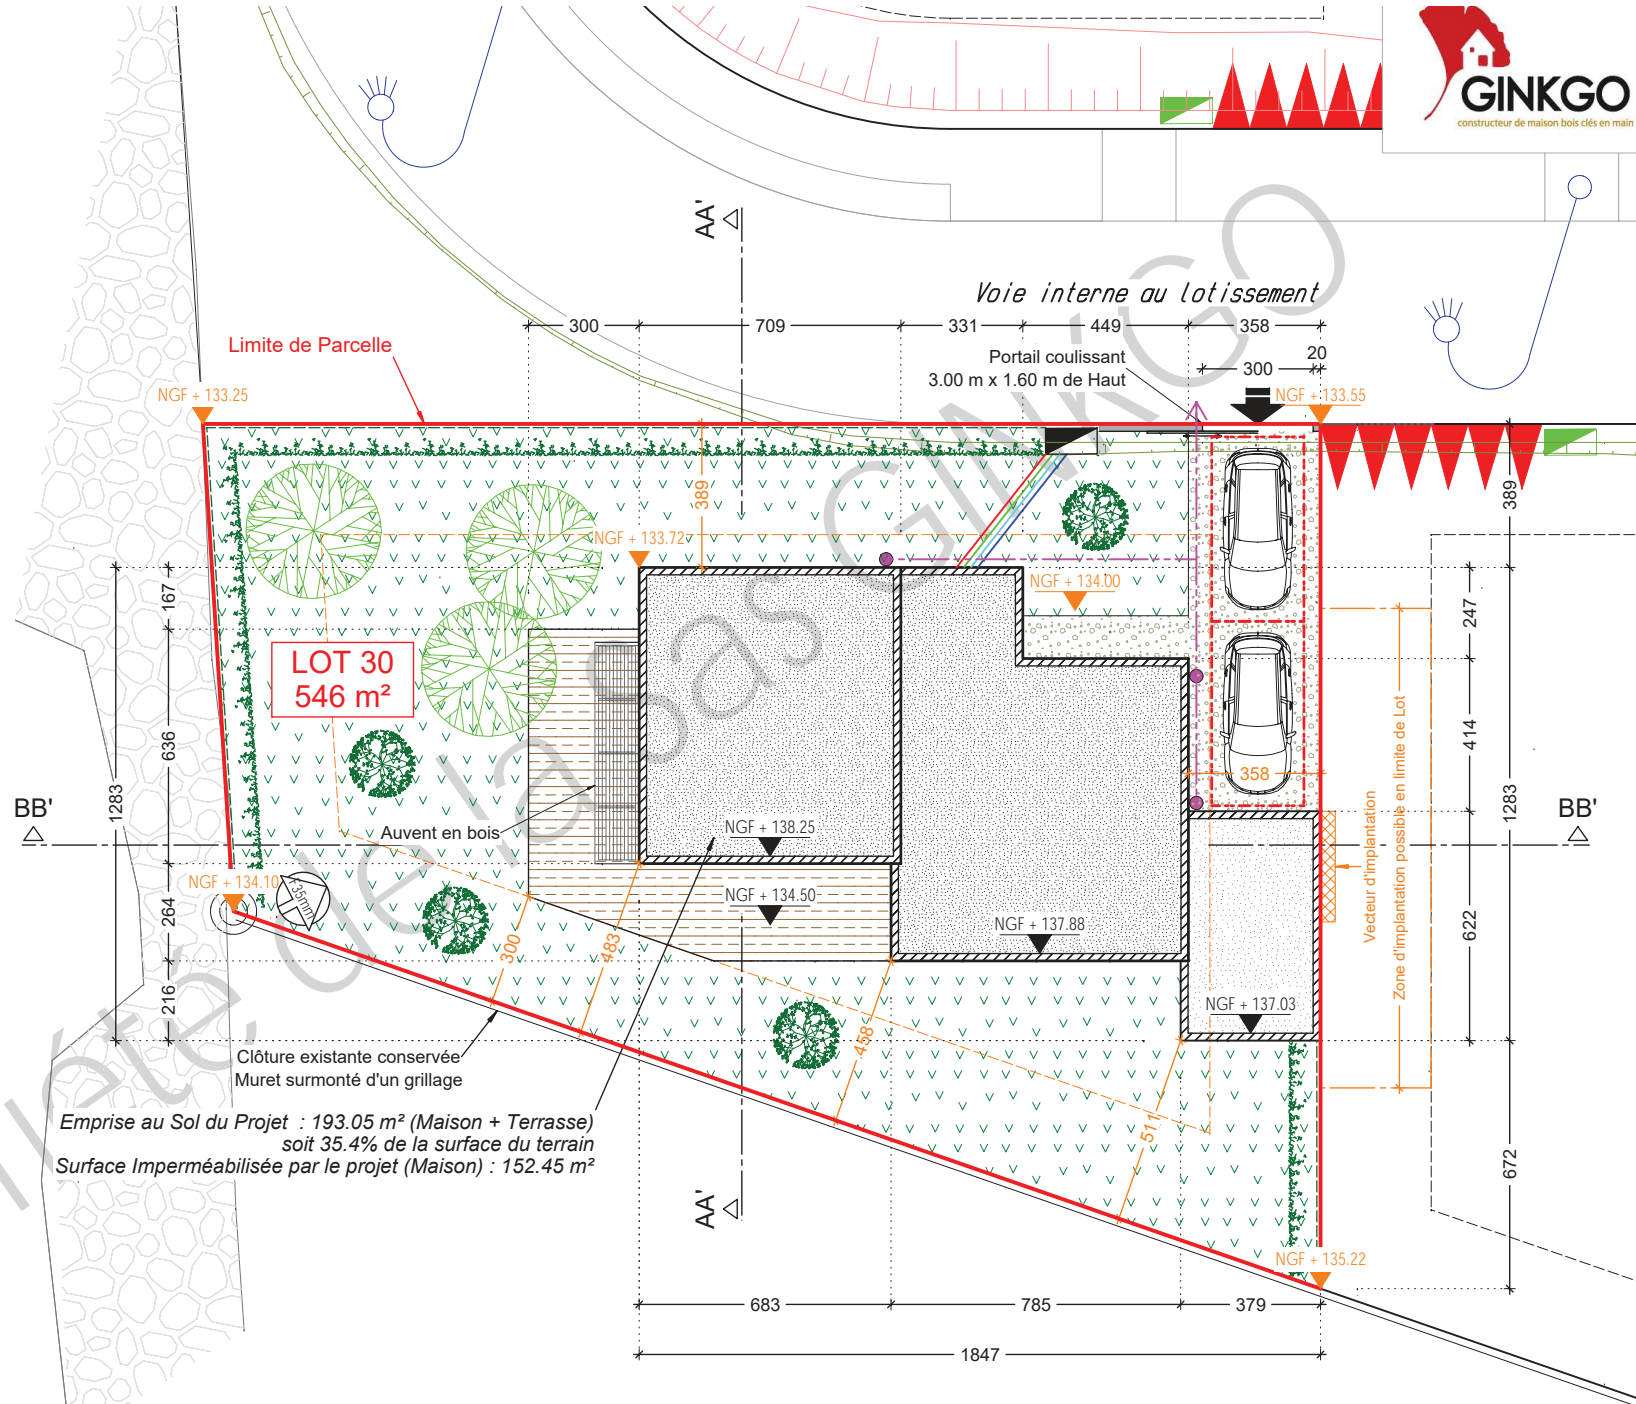 GINKGO
constructeur de maison bois clés en main
AA'
Voie interne au lotissement
300
709
331
449
358
Limite de Parcelle
Portail coulissant
3.00 m x 1.60 m de Haut
20
300
NGF + 133.25
NGF + 133.55
389
389
NGF + 133.72
NGF + 134.00
167
247
LOT 30
546 m²
636
414
358
1283
1283
BB'
BB'
Auvent en bois
NGF + 138.25
Vecteur d'implantation
Zone d'implantation possible en limite de Lot
NGF + 134.10
135mm
NGF + 134.50
264
NGF + 137.88
622
300
483
216
NGF + 137.03
458
Clôture existante conservée
Muret surmonté d'un grillage
511
Emprise au Sol du Projet : 193.05 m² (Maison + Terrasse)
soit 35.4% de la surface du terrain
Surface Imperméabilisée par le projet (Maison) : 152.45 m²
672
AA'
NGF + 135.22
683
785
379
1847
iété de la sas GINKGO